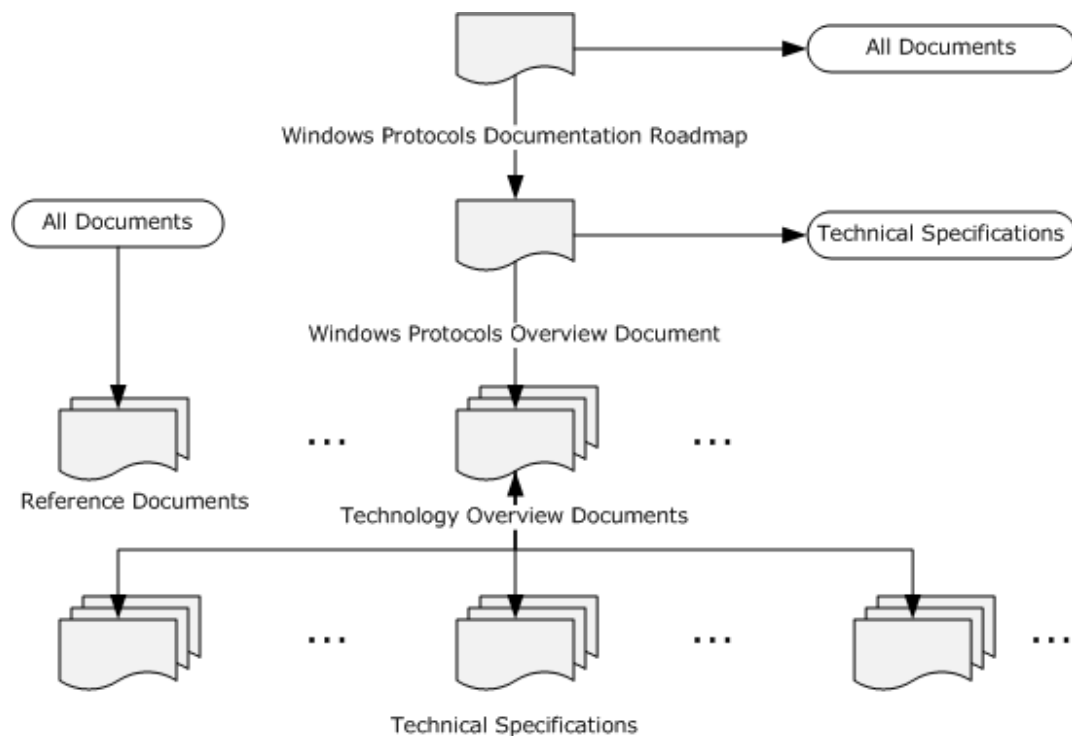 All Documents
Windows Protocols Documentation Roadmap
All Documents
Technical Specifications
Windows Protocols Overview Document
...
...
Reference Documents
Technology Overview Documents
...
...
...
Technical Specifications